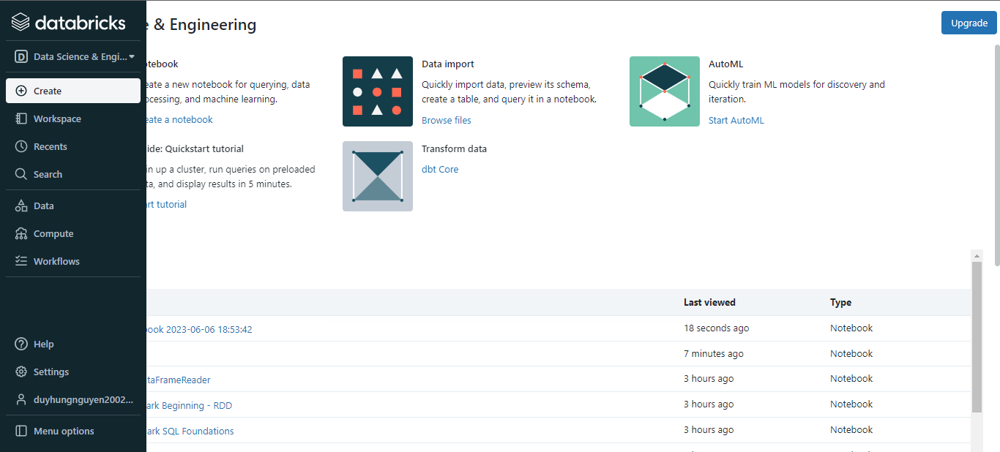 databricks
D Data Science & Engi...
Create
Workspace
Recents
Search
Data
Compute
Workflows
Help
Settings
duyhungnguyen2002...
Menu options
& Engineering
Upgrade
otebook
eate a new notebook for querying, data
ocessing, and machine learning.
eate a notebook
Data import
Quickly import data, preview its schema,
create a table, and query it in a notebook.
Browse files
AutoML
Quickly train ML models for discovery and
iteration.
Start AutoML
ide: Quickstart tutorial
in up a cluster, run queries on preloaded
ta, and display results in 5 minutes.
art tutorial
Transform data
dbt Core
Last viewed Type
book 2023-06-06 18:53:42 18 seconds ago Notebook
7 minutes ago Notebook
taFrameReader 3 hours ago Notebook
ark Beginning - RDD 3 hours ago Notebook
ark SQL Foundations 3 hours ago Notebook